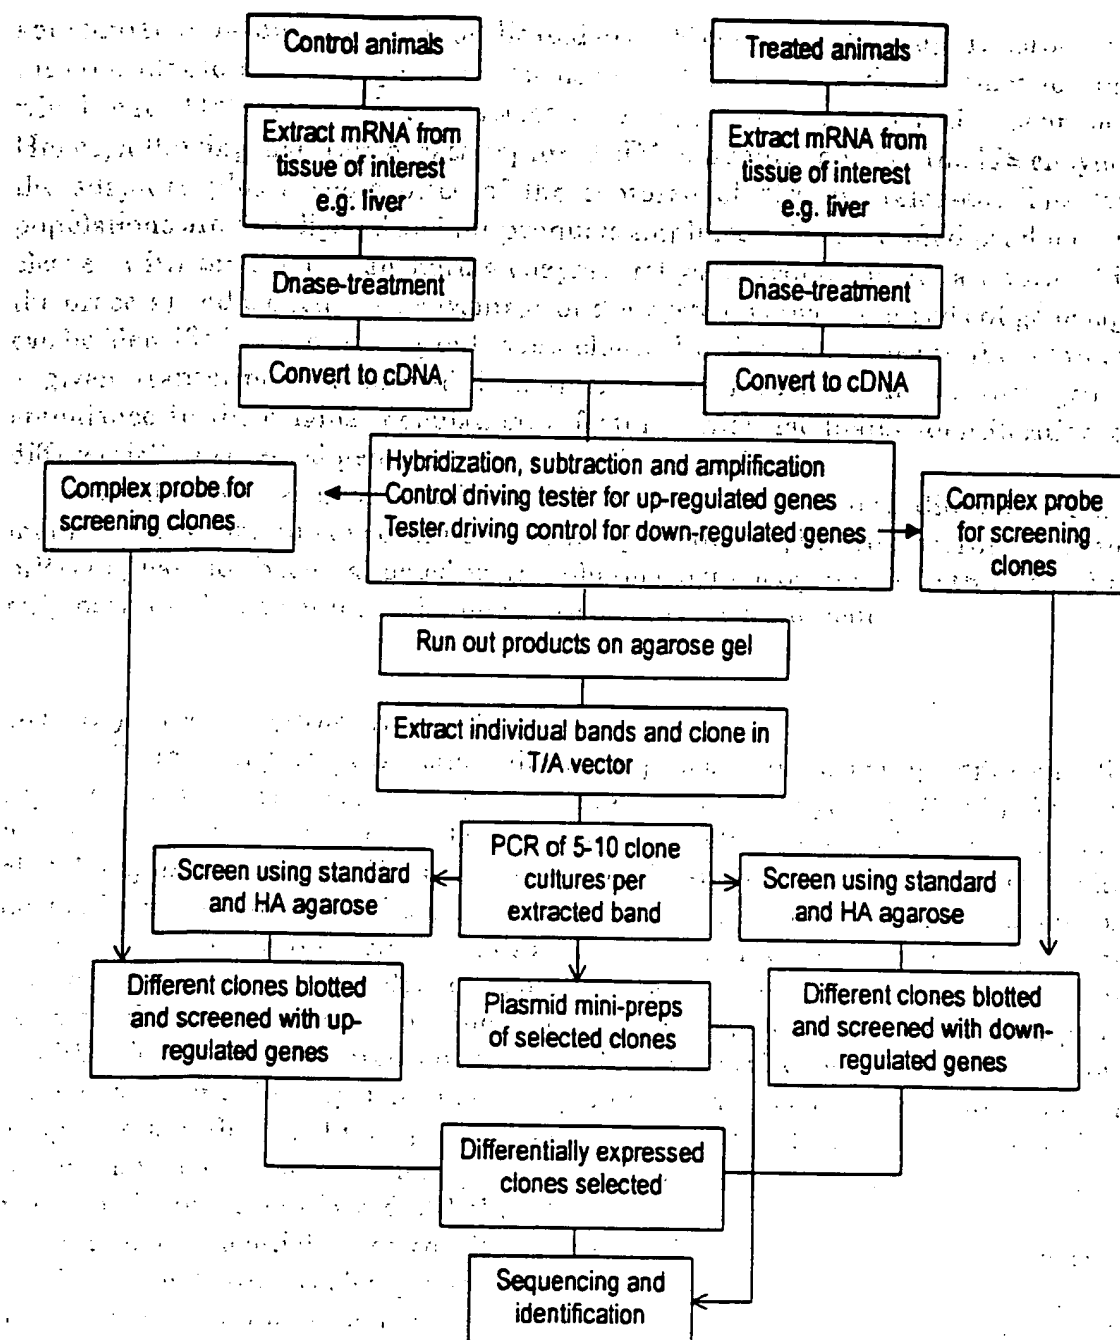 Control animals
Treated animals
Extract mRNA from
tissue of interest
e.g. liver
Extract mRNA from
tissue of interest
e.g. liver
Dnase-treatment
Dnase-treatment
Convert to cDNA
Convert to cDNA
Hybridization, subtraction and amplification
Control driving tester for up-regulated genes
Tester driving control for down-regulated genes
Complex probe for
screening clones
Complex probe
for screening
clones
Run out products on agarose gel
Extract individual bands and clone in
T/A vector
PCR of 5-10 clone
cultures per
extracted band
Screen using standard
and HA agarose
Screen using standard
and HA agarose
Different clones blotted
and screened with up-
regulated genes
Plasmid mini-preps
of selected clones
Different clones blotted
and screened with down-
regulated genes
Differentially expressed
clones selected
Sequencing and
identification